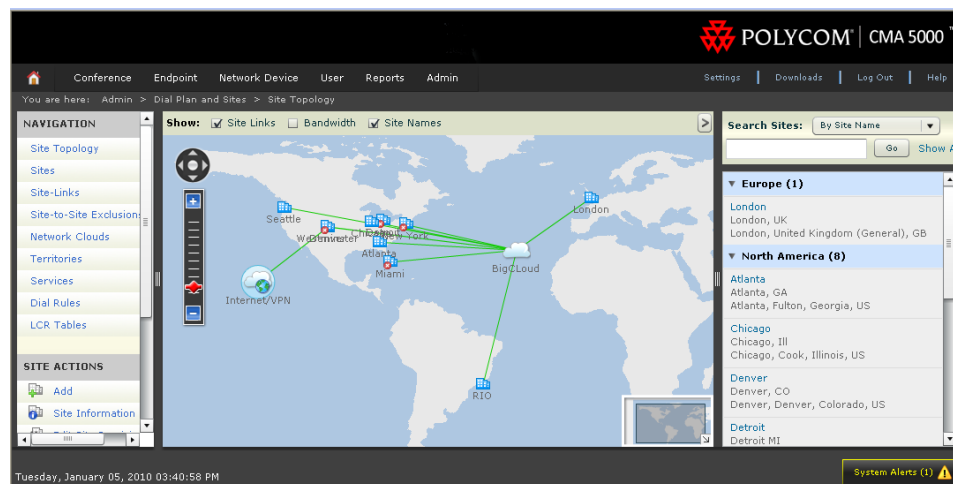 POLYCOM® CMA 5000 ™
Conference Endpoint Network Device User Reports Admin
Settings | Downloads | Log Out | Help
You are here: Admin > Dial Plan and Sites > Site Topology
NAVIGATION
Site Topology
Sites
Site-Links
Site-to-Site Exclusion
Network Clouds
Territories
Services
Dial Rules
LCR Tables
SITE ACTIONS
Add
Site Information
Show: Site Links Bandwidth Site Names
Seattle
New York
Atlanta
Miami
Internet/VPN
BigCLoud
London
RIO
Search Sites: By Site Name
Go Show A
Europe (1)
London
London, UK
London, United Kingdom (General), GB
North America (8)
Atlanta
Atlanta, GA
Atlanta, Fulton, Georgia, US
Chicago
Chicago, Ill
Chicago, Cook, Illinois, US
Denver
Denver, CO
Denver, Denver, Colorado, US
Detroit
Detroit MI
Tuesday, January 05, 2010 03:40:58 PM
System Alerts (1)